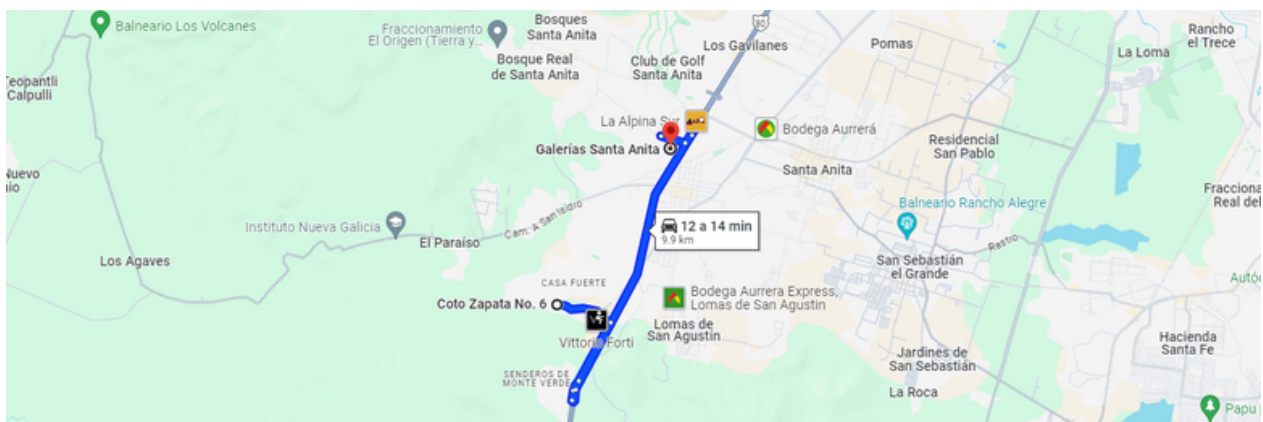 Balneario Los Volcanes
Fraccionamiento
El Origen (Tierra y...
Bosques
Santa Anita
Bosque Real
de Santa Anita
80
Los Gavilanes
Club de Golf
Santa Anita
Pomas
La Loma
Rancho
el Trece
Teopantli
Calpulli
La Alpina Sur
Bodega Aurrerá
Galerías Santa Anita
Residencial
San Pablo
Santa Anita
Nuevo
Fracciona
Real del
Balneario Rancho Alegre
Instituto Nueva Galicia
El Paraíso
Cam. A San Isidro
12 a 14 min
9.9 km
Rastro
Los Agaves
San Sebastián
el Grande
CASA FUERTE
Coto Zapata No. 6
Bodega Aurrera Express,
Lomas de San Agustin
Vittorio Forti
Lomas de
San Agustín
Hacienda
Santa Fe
Jardines de
San Sebastián
SENDEROS DE
MONTE VERDE
La Roca
Papu